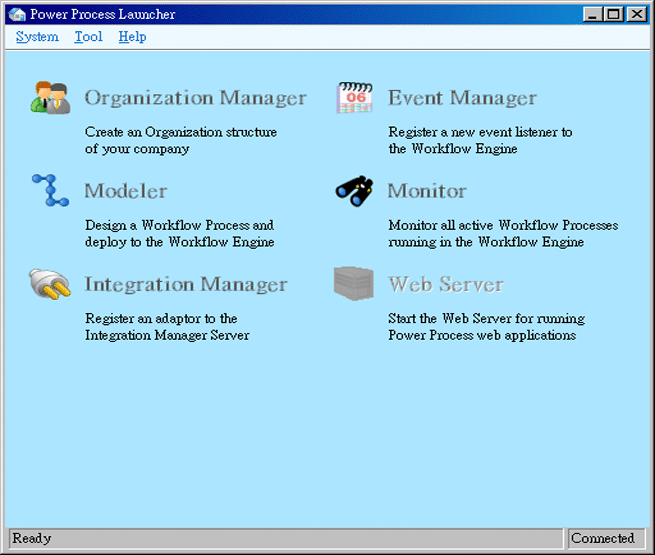 Power Process Launcher
System Tool Help
Organization Manager
Create an Organization structure
of your company
Event Manager
06
Register a new event listener to
the Workflow Engine
Modeler
Design a Workflow Process and
deploy to the Workflow Engine
Monitor
Monitor all active Workflow Processes
running in the Workflow Engine
Integration Manager
Register an adaptor to the
Integration Manager Server
Web Server
Start the Web Server for running
Power Process web applications
Ready
Connected